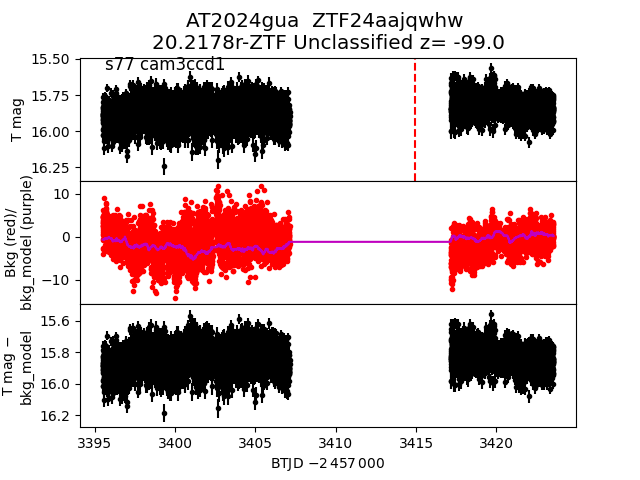 AT2024gua  ZTF24aajqwhw
20.2178r-ZTF Unclassified z= -99.0
s77 cam3ccd1
15.50
15.75
16.00
16.25
T mag
10
0
−10
Bkg (red)/
bkg_model (purple)
15.6
15.8
16.0
16.2
T mag −
bkg_model
3395
3400
3405
3410
3415
3420
BTJD −2 457 000